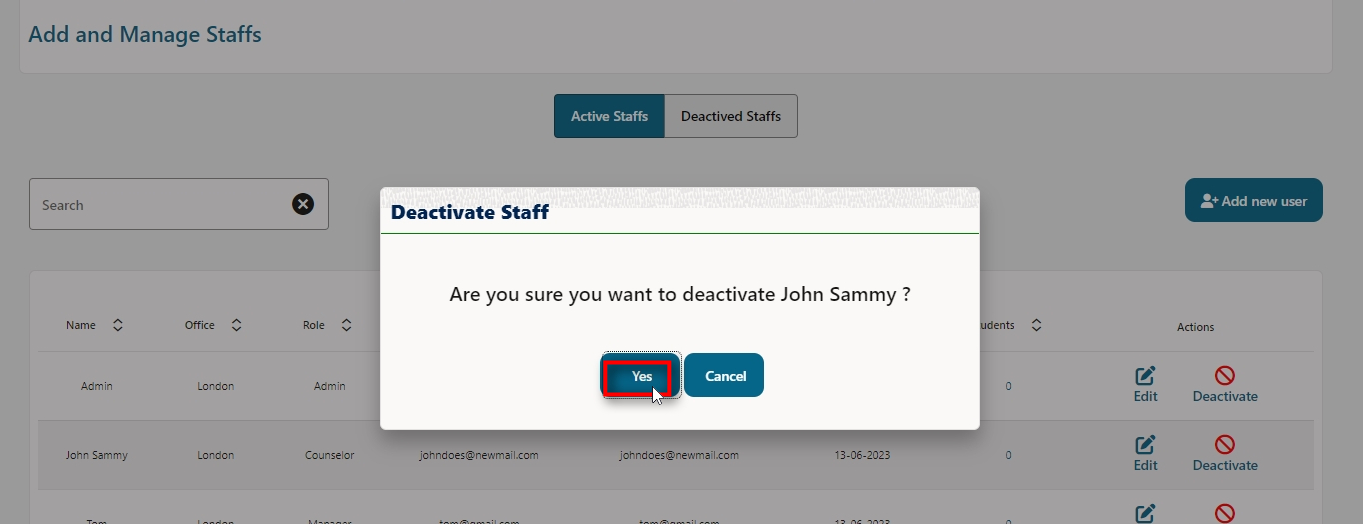 Add and Manage Staffs
Active Staffs Deactived Staffs
Search
Add new user
Deactivate Staff
Are you sure you want to deactivate John Sammy ?
Yes Cancel
Name Office Role udents Actions
Admin London Admin 0 Edit Deactivate
John Sammy London Counselor johndoes@newmail.com johndoes@newmail.com 13-06-2023 0 Edit Deactivate
Tom London Manager tom@gmail.com tom@gmail.com 13-06-2023